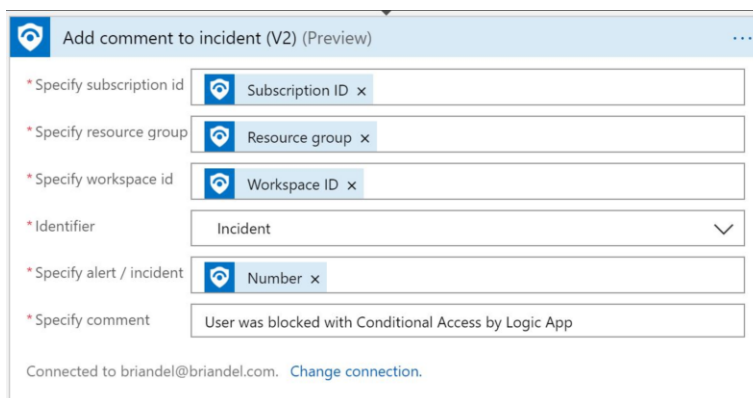 Add comment to incident (V2) (Preview) ...
* Specify subscription id Subscription ID ×
* Specify resource group Resource group ×
* Specify workspace id Workspace ID ×
* Identifier Incident
* Specify alert / incident Number ×
* Specify comment User was blocked with Conditional Access by Logic App
Connected to briandel@briandel.com. Change connection.